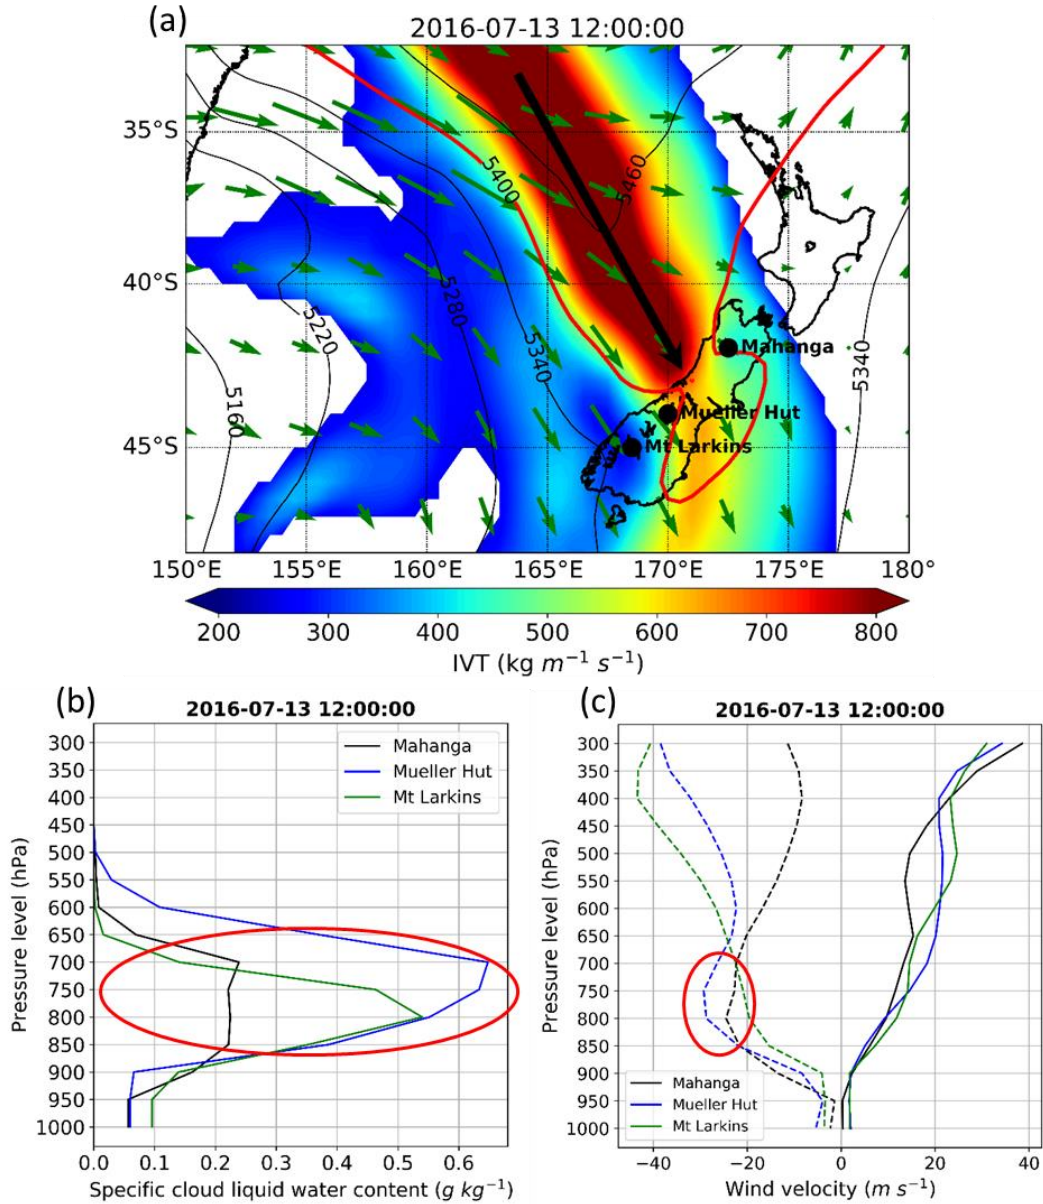 (a)
2016-07-13 12:00:00
35°S
40°S
45°S
5400
5460
5280
5220
5340
5160
5340
Mahanga
Mueller Hut
Mt Larkins
150°E 155°E 160°E 165°E 170°E 175°E 180°
200 300 400 500 600 700 800
IVT (kg m⁻¹ s⁻¹)
(b)
2016-07-13 12:00:00
Mahanga
Mueller Hut
Mt Larkins
Pressure level (hPa)
300
350
400
450
500
550
600
650
700
750
800
850
900
950
1000
0.0 0.1 0.2 0.3 0.4 0.5 0.6
Specific cloud liquid water content (g kg⁻¹)
(c)
2016-07-13 12:00:00
Pressure level (hPa)
300
350
400
450
500
550
600
650
700
750
800
850
900
950
1000
Mahanga
Mueller Hut
Mt Larkins
−40 −20 0 20 40
Wind velocity (m s⁻¹)